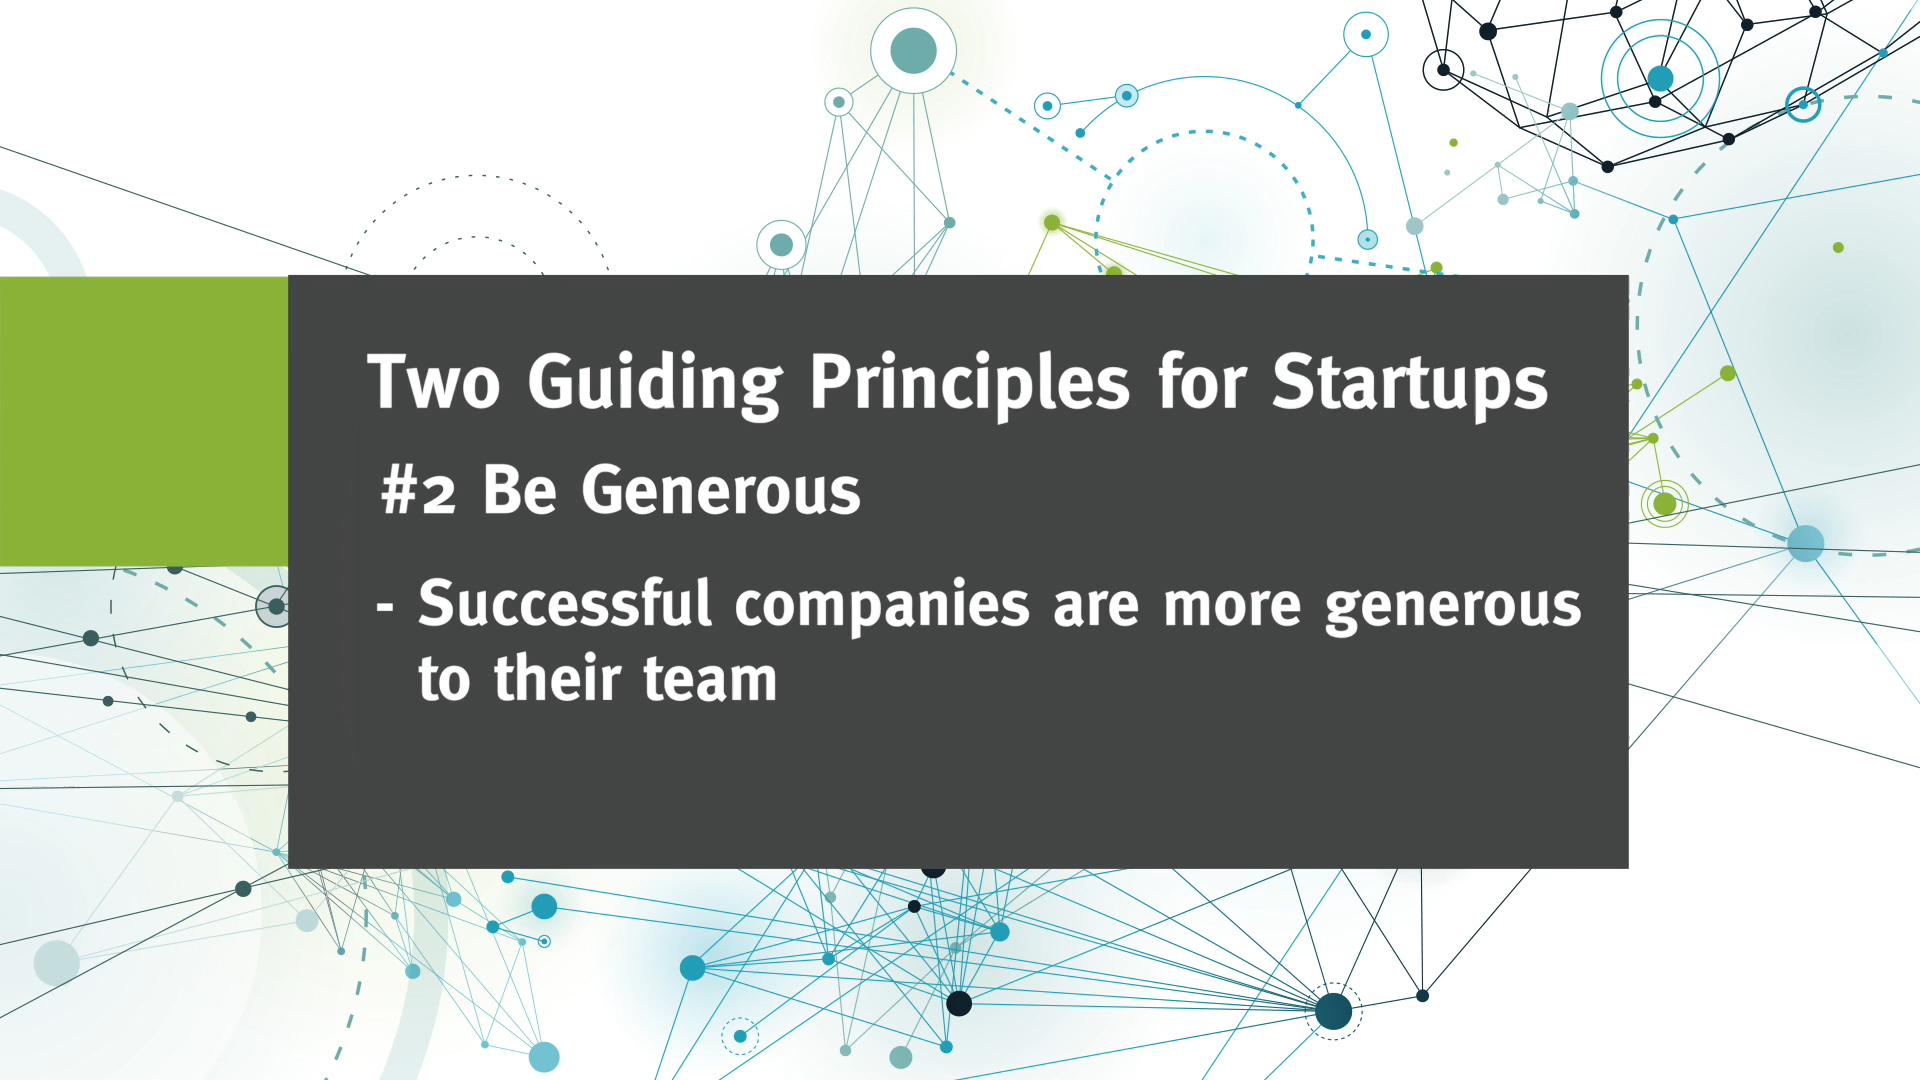 Two Guiding Principles for Startups
#2 Be Generous
- Successful companies are more generous
to their team